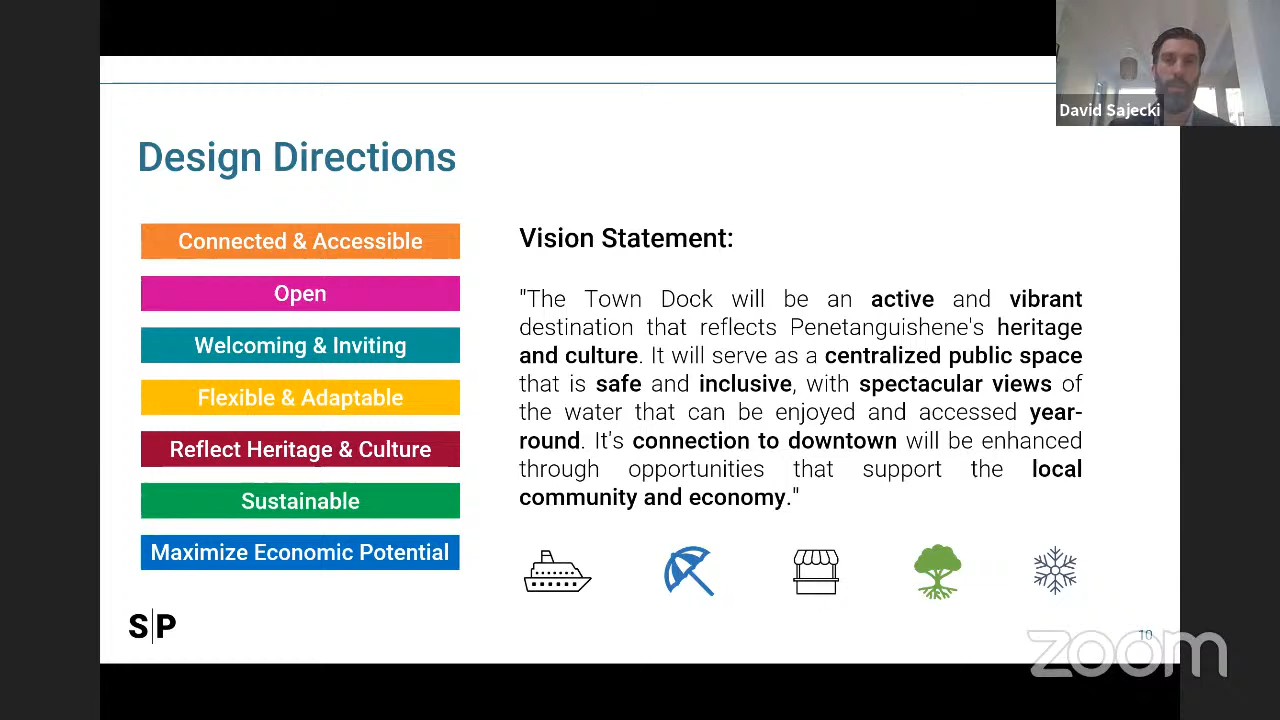 David Sajecki
Design Directions
Connected & Accessible
Open
Welcoming & Inviting
Flexible & Adaptable
Reflect Heritage & Culture
Sustainable
Maximize Economic Potential
Vision Statement:
"The Town Dock will be an active and vibrant
destination that reflects Penetanguishene's heritage
and culture. It will serve as a centralized public space
that is safe and inclusive, with spectacular views of
the water that can be enjoyed and accessed year-
round. It's connection to downtown will be enhanced
through opportunities that support the local
community and economy."
S|P
10
zoom